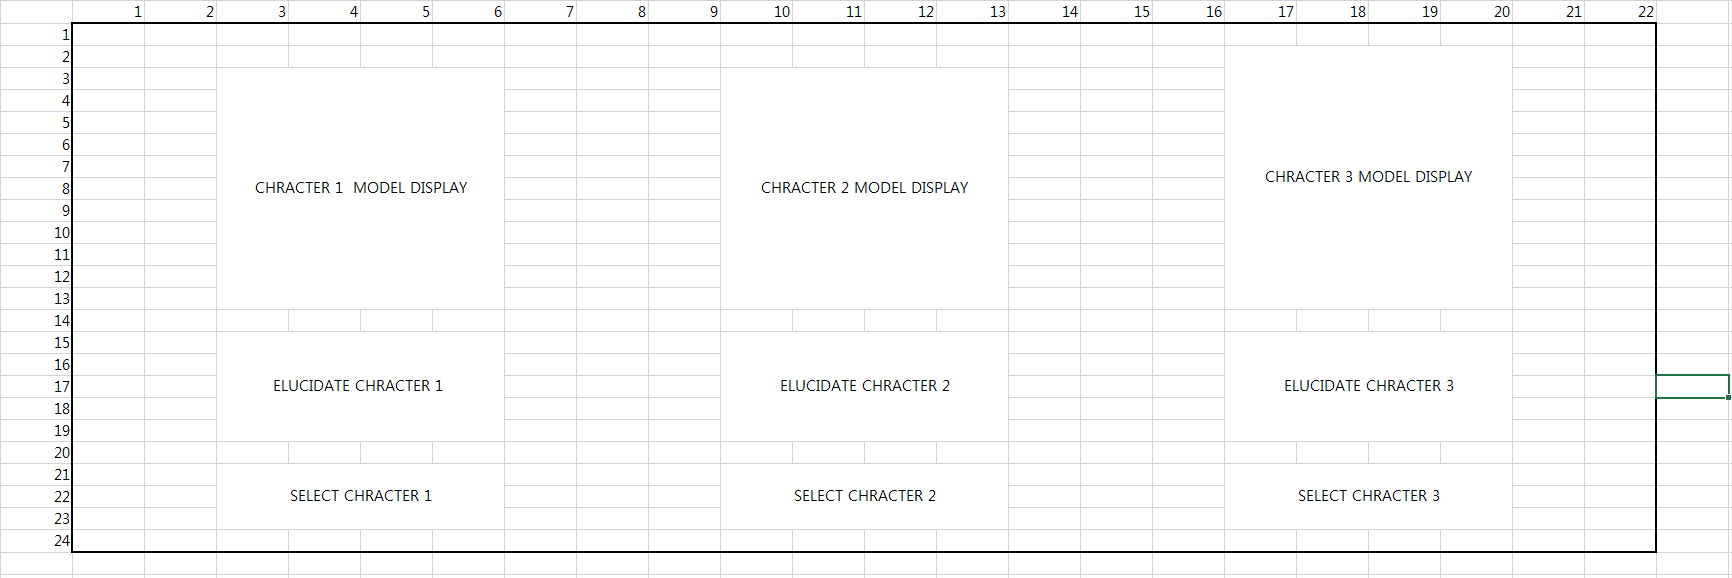 1 2 3 4 5 6 7 8 9 10 11 12 13 14 15 16 17 18 19 20 21 22
1
2
3
4
5
6
7
8
9
10
11
12
13
14
15
16
17
18
19
20
21
22
23
24
CHRACTER 1  MODEL DISPLAY
CHRACTER 2 MODEL DISPLAY
CHRACTER 3 MODEL DISPLAY
ELUCIDATE CHRACTER 1
ELUCIDATE CHRACTER 2
ELUCIDATE CHRACTER 3
SELECT CHRACTER 1
SELECT CHRACTER 2
SELECT CHRACTER 3